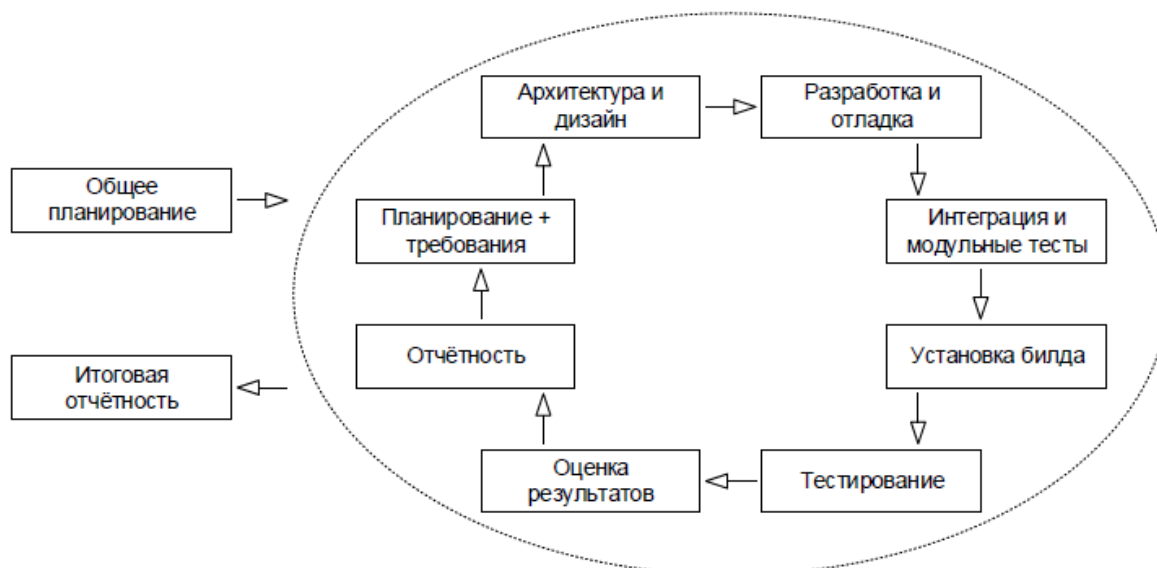 Архитектура и
дизайн
Разработка и
отладка
Общее
планирование
Планирование +
требования
Интеграция и
модульные тесты
Отчётность
Установка билда
Итоговая
отчётность
Оценка
результатов
Тестирование